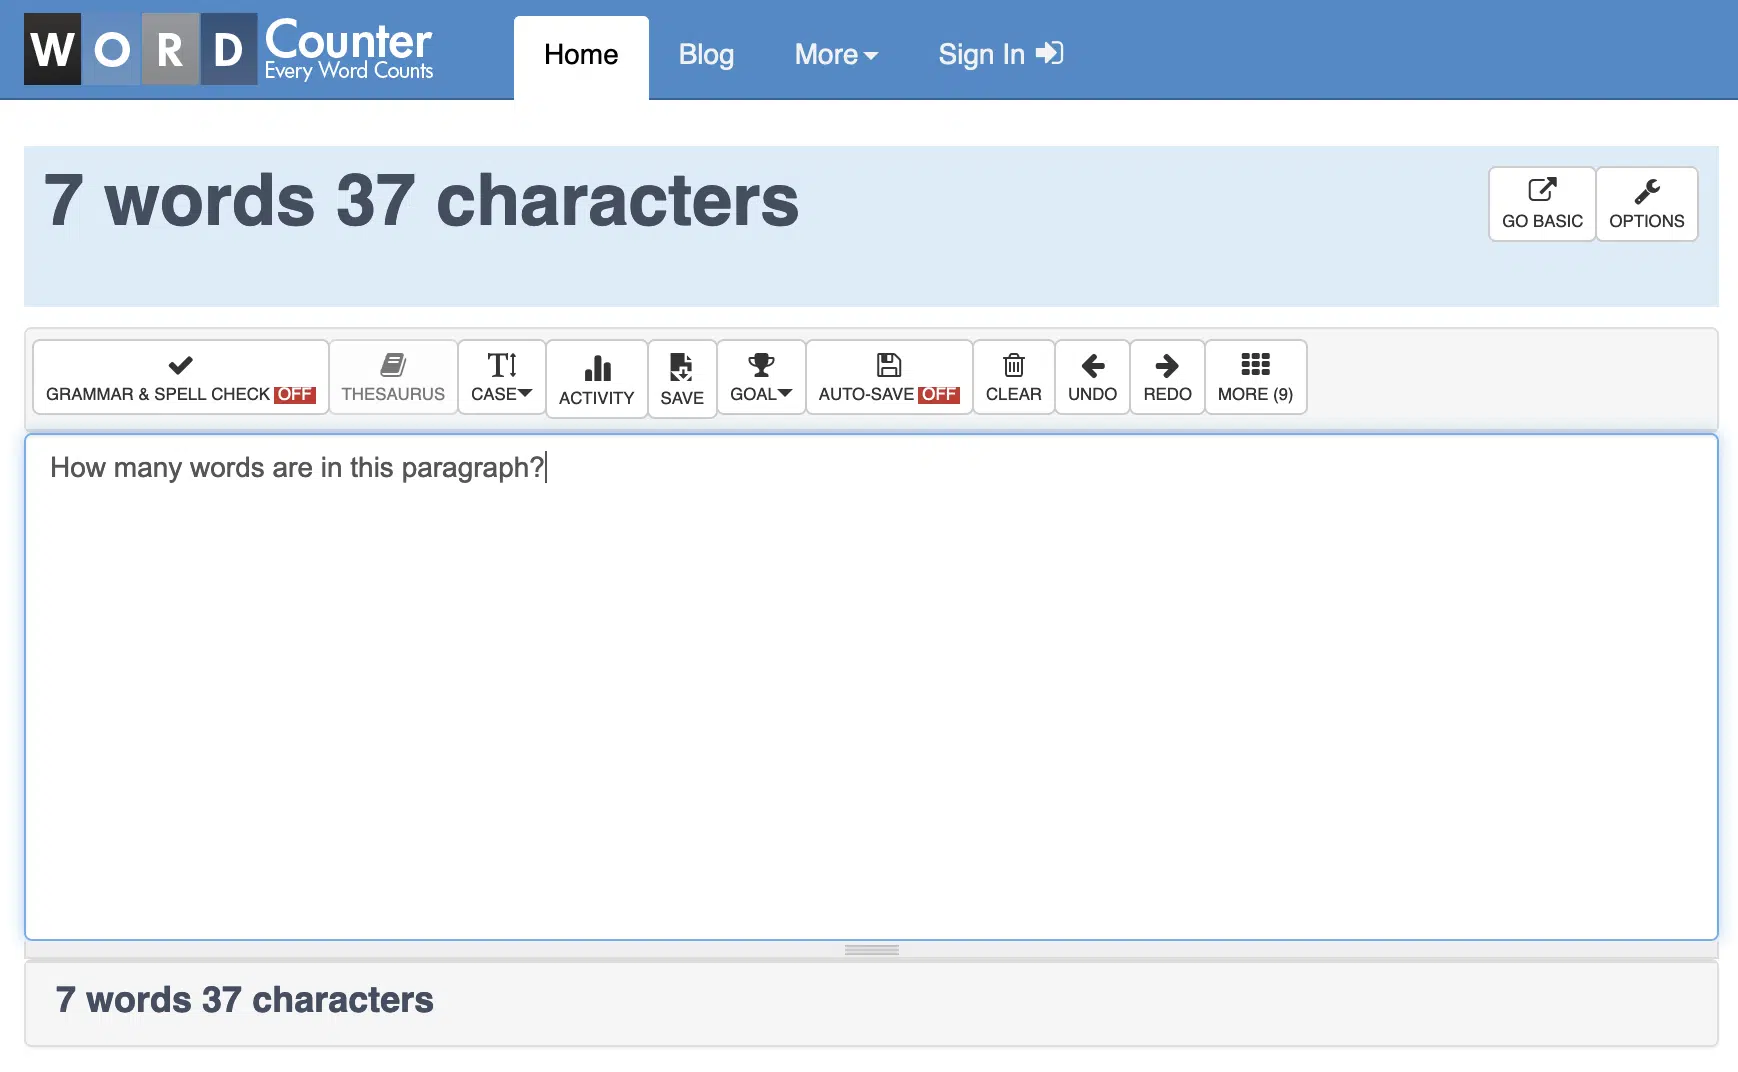 WORD Counter
Every Word Counts
Home Blog More Sign In
7 words 37 characters
GO BASIC OPTIONS
GRAMMAR & SPELL CHECK OFF THESAURUS CASE ACTIVITY SAVE GOAL AUTO-SAVE OFF CLEAR UNDO REDO MORE (9)
How many words are in this paragraph?
7 words 37 characters